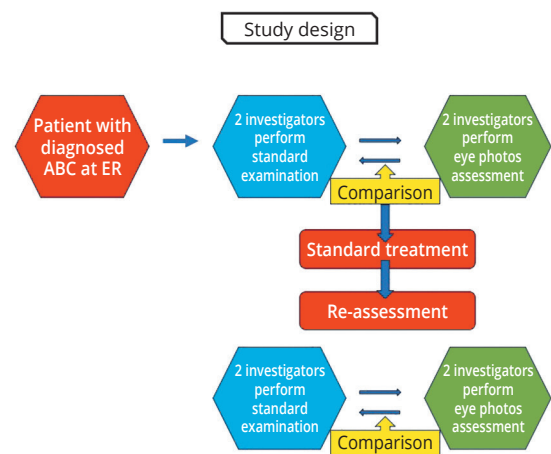 Study design
Patient with
diagnosed
ABC at ER
2 investigators
perform
standard
examination
2 investigators
perform
eye photos
assessment
Comparison
Standard treatment
Re-assessment
2 investigators
perform
standard
examination
2 investigators
perform
eye photos
assessment
Comparison